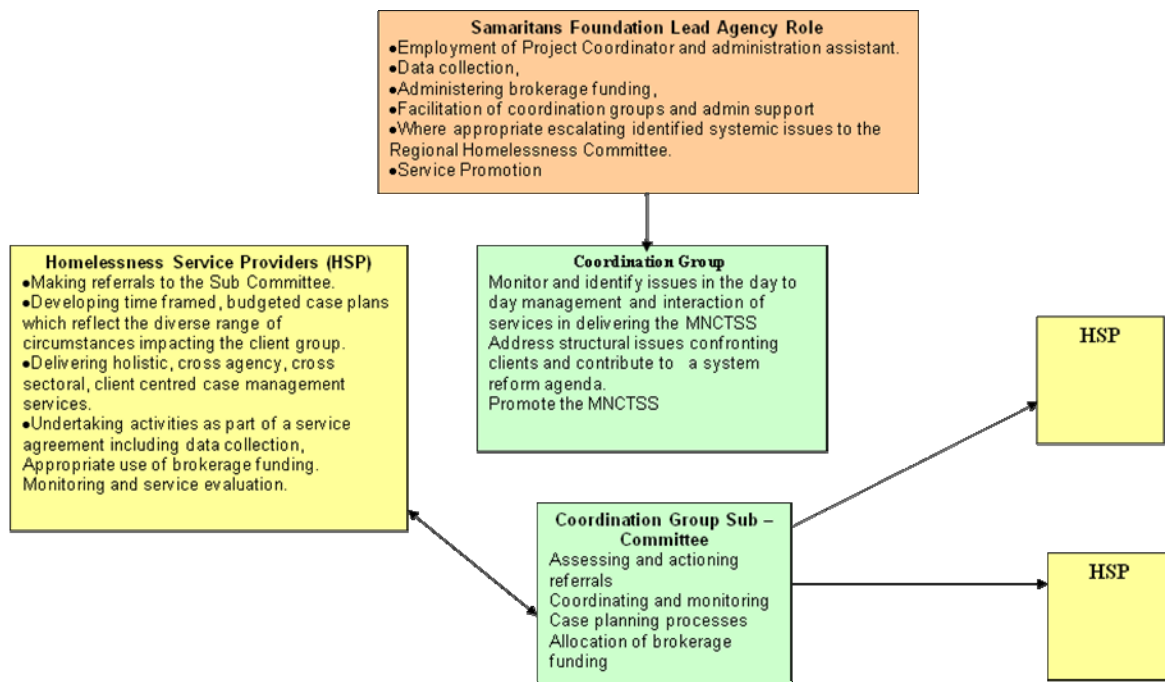 Samaritans Foundation Lead Agency Role
●Employment of Project Coordinator and administration assistant.
●Data collection,
●Administering brokerage funding,
●Facilitation of coordination groups and admin support
●Where appropriate escalating identified systemic issues to the
Regional Homelessness Committee.
●Service Promotion
Homelessness Service Providers (HSP)
●Making referrals to the Sub Committee.
●Developing time framed, budgeted case plans
which reflect the diverse range of
circumstances impacting the client group.
●Delivering holistic, cross agency, cross
sectoral, client centred case management
services.
●Undertaking activities as part of a service
agreement including data collection,
Appropriate use of brokerage funding.
Monitoring and service evaluation.
Coordination Group
Monitor and identify issues in the day to
day management and interaction of
services in delivering the MNCTSS
Address structural issues confronting
clients and contribute to a system
reform agenda.
Promote the MNCTSS
HSP
Coordination Group Sub –
Committee
Assessing and actioning
referrals
Coordinating and monitoring
Case planning processes
Allocation of brokerage
funding
HSP